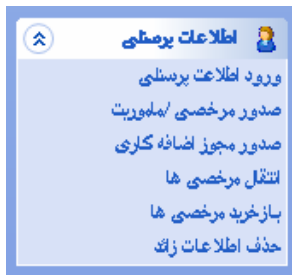 اطلاعات پرسنلی
ورود اطلاعت پرسنلی
صدور مرخصی /ماموریت
صدور مجوز اضافه کاری
انتقال مرخصی ها
بازخرید مرخصی ها
حذف اطلاعات زائد